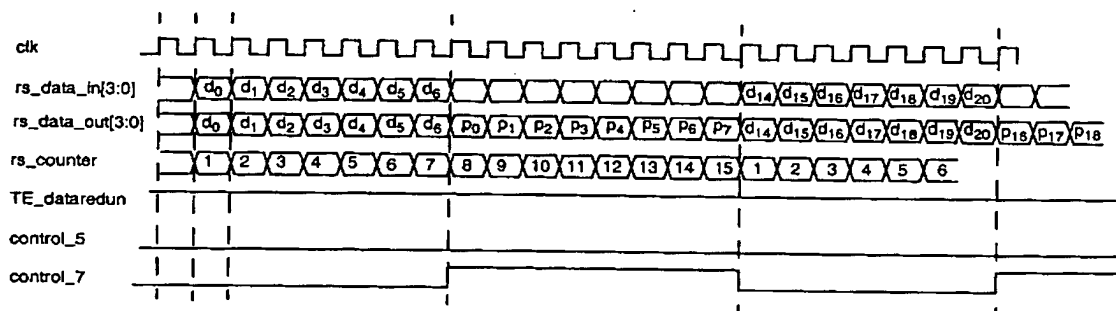 clk
rs_data_in[3:0] d0 d1 d2 d3 d4 d5 d6 d14 d15 d16 d17 d18 d19 d20
rs_data_out[3:0] d0 d1 d2 d3 d4 d5 d6 p0 p1 p2 p3 p4 p5 p6 p7 d14 d15 d16 d17 d18 d19 d20 p16 p17 p18
rs_counter 1 2 3 4 5 6 7 8 9 10 11 12 13 14 15 1 2 3 4 5 6
TE_dataredun
control_5
control_7